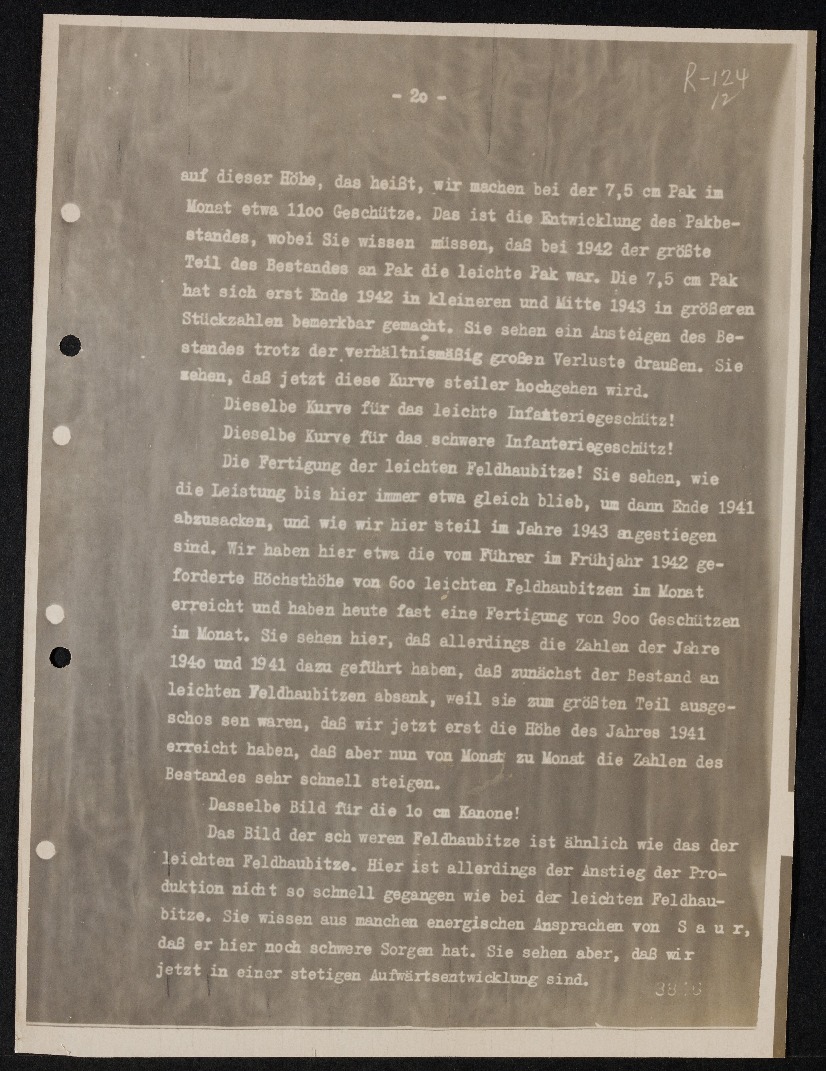 R-124
12
- 2o -
auf dieser Höhe, das heißt, wir machen bei der 7,5 cm Pak im
Monat etwa 11oo Geschütze. Das ist die Entwicklung des Pakbe-
standes, wobei Sie wissen müssen, daß bei 1942 der größte
Teil des Bestandes an Pak die leichte Pak war. Die 7,5 cm Pak
hat sich erst Ende 1942 in kleineren und Mitte 1943 in größeren
Stückzahlen bemerkbar gemacht. Sie sehen ein Ansteigen des Be-
standes trotz der verhältnismäßig großen Verluste draußen. Sie
sehen, daß jetzt diese Kurve steiler hochgehen wird.
Dieselbe Kurve für das leichte Infanteriegeschütz!
Dieselbe Kurve für das schwere Infanteriegeschütz!
Die Fertigung der leichten Feldhaubitze! Sie sehen, wie
die Leistung bis hier immer etwa gleich blieb, um dann Ende 1941
abzusacken, und wie wir hier steil im Jahre 1943 angestiegen
sind. Wir haben hier etwa die vom Führer im Frühjahr 1942 ge-
forderte Höchsthöhe von 6oo leichten Feldhaubitzen im Monat
erreicht und haben heute fast eine Fertigung von 9oo Geschützen
im Monat. Sie sehen hier, daß allerdings die Zahlen der Jahre
194o und 1941 dazu geführt haben, daß zunächst der Bestand an
leichten Feldhaubitzen absank, weil sie zum größten Teil ausge-
schos sen waren, daß wir jetzt erst die Höhe des Jahres 1941
erreicht haben, daß aber nun von Monat zu Monat die Zahlen des
Bestandes sehr schnell steigen.
Dasselbe Bild für die 1o cm Kanone!
Das Bild der sch weren Feldhaubitze ist ähnlich wie das der
leichten Feldhaubitze. Hier ist allerdings der Anstieg der Pro-
duktion nicht so schnell gegangen wie bei der leichten Feldhau-
bitze. Sie wissen aus manchen energischen Ansprachen von S a u r,
daß er hier noch schwere Sorgen hat. Sie sehen aber, daß wir
jetzt in einer stetigen Aufwärtsentwicklung sind.